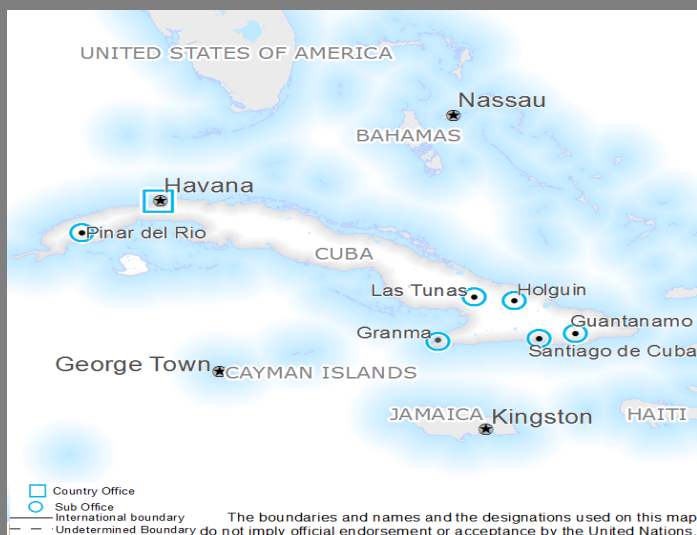 UNITED STATES OF AMERICA
Nassau
BAHAMAS
Havana
Pinar del Rio
CUBA
Las Tunas
Holguin
Granma
Guantanamo
Santiago de Cuba
George Town
CAYMAN ISLANDS
JAMAICA
Kingston
HAITI
Country Office
Sub Office
International boundary
Undetermined Boundary
The boundaries and names and the designations used on this map
do not imply official endorsement or acceptance by the United Nations.